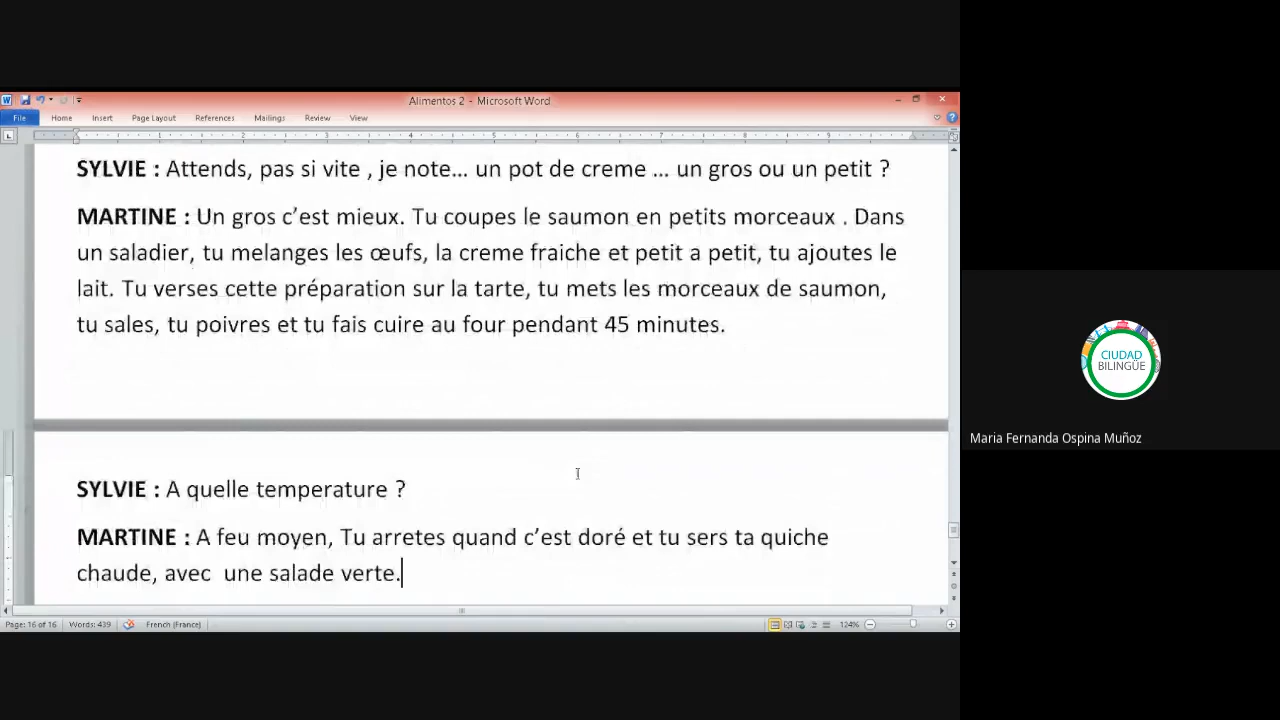 Alimentos 2 - Microsoft Word
File Home Insert Page Layout References Mailings Review View
SYLVIE : Attends, pas si vite , je note… un pot de creme … un gros ou un petit ?
MARTINE : Un gros c’est mieux. Tu coupes le saumon en petits morceaux . Dans
un saladier, tu melanges les œufs, la creme fraiche et petit a petit, tu ajoutes le
lait. Tu verses cette préparation sur la tarte, tu mets les morceaux de saumon,
tu sales, tu poivres et tu fais cuire au four pendant 45 minutes.
SYLVIE : A quelle temperature ?
MARTINE : A feu moyen, Tu arretes quand c’est doré et tu sers ta quiche
chaude, avec  une salade verte.
Page: 16 of 16 Words: 439 French (France) 124%
CIUDAD
BILINGÜE
Maria Fernanda Ospina Muñoz